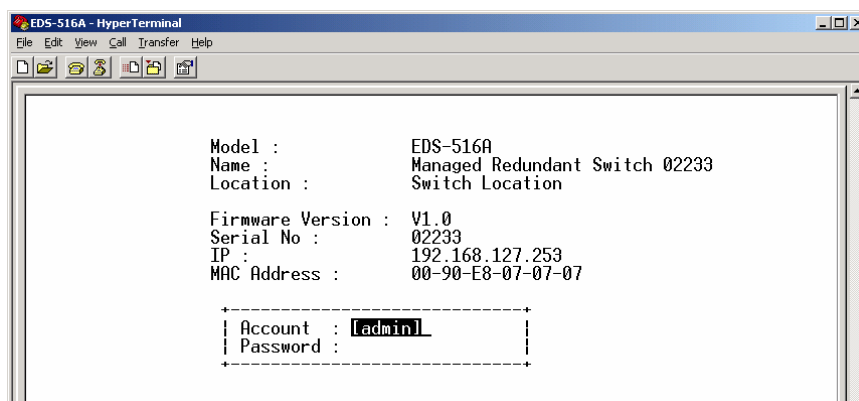 EDS-516A - HyperTerminal
File Edit View Call Transfer Help
Model : EDS-516A
Name : Managed Redundant Switch 02233
Location : Switch Location
Firmware Version : V1.0
Serial No : 02233
IP : 192.168.127.253
MAC Address : 00-90-E8-07-07-07
+------------------------------+
| Account : [admin]_ |
| Password : |
+------------------------------+